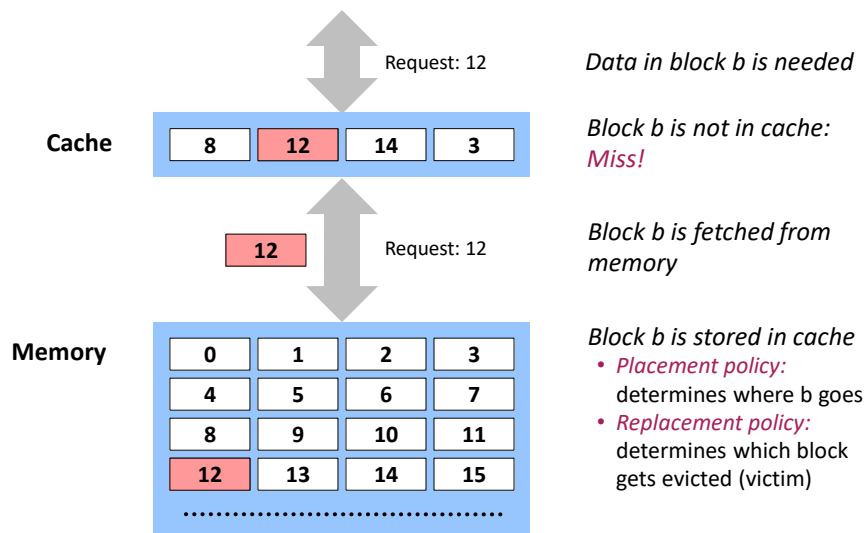 Request: 12
Data in block b is needed
Cache
8 12 14 3
Block b is not in cache:
Miss!
12
Request: 12
Block b is fetched from
memory
Memory
0 1 2 3
4 5 6 7
8 9 10 11
12 13 14 15
Block b is stored in cache
• Placement policy:
determines where b goes
• Replacement policy:
determines which block
gets evicted (victim)